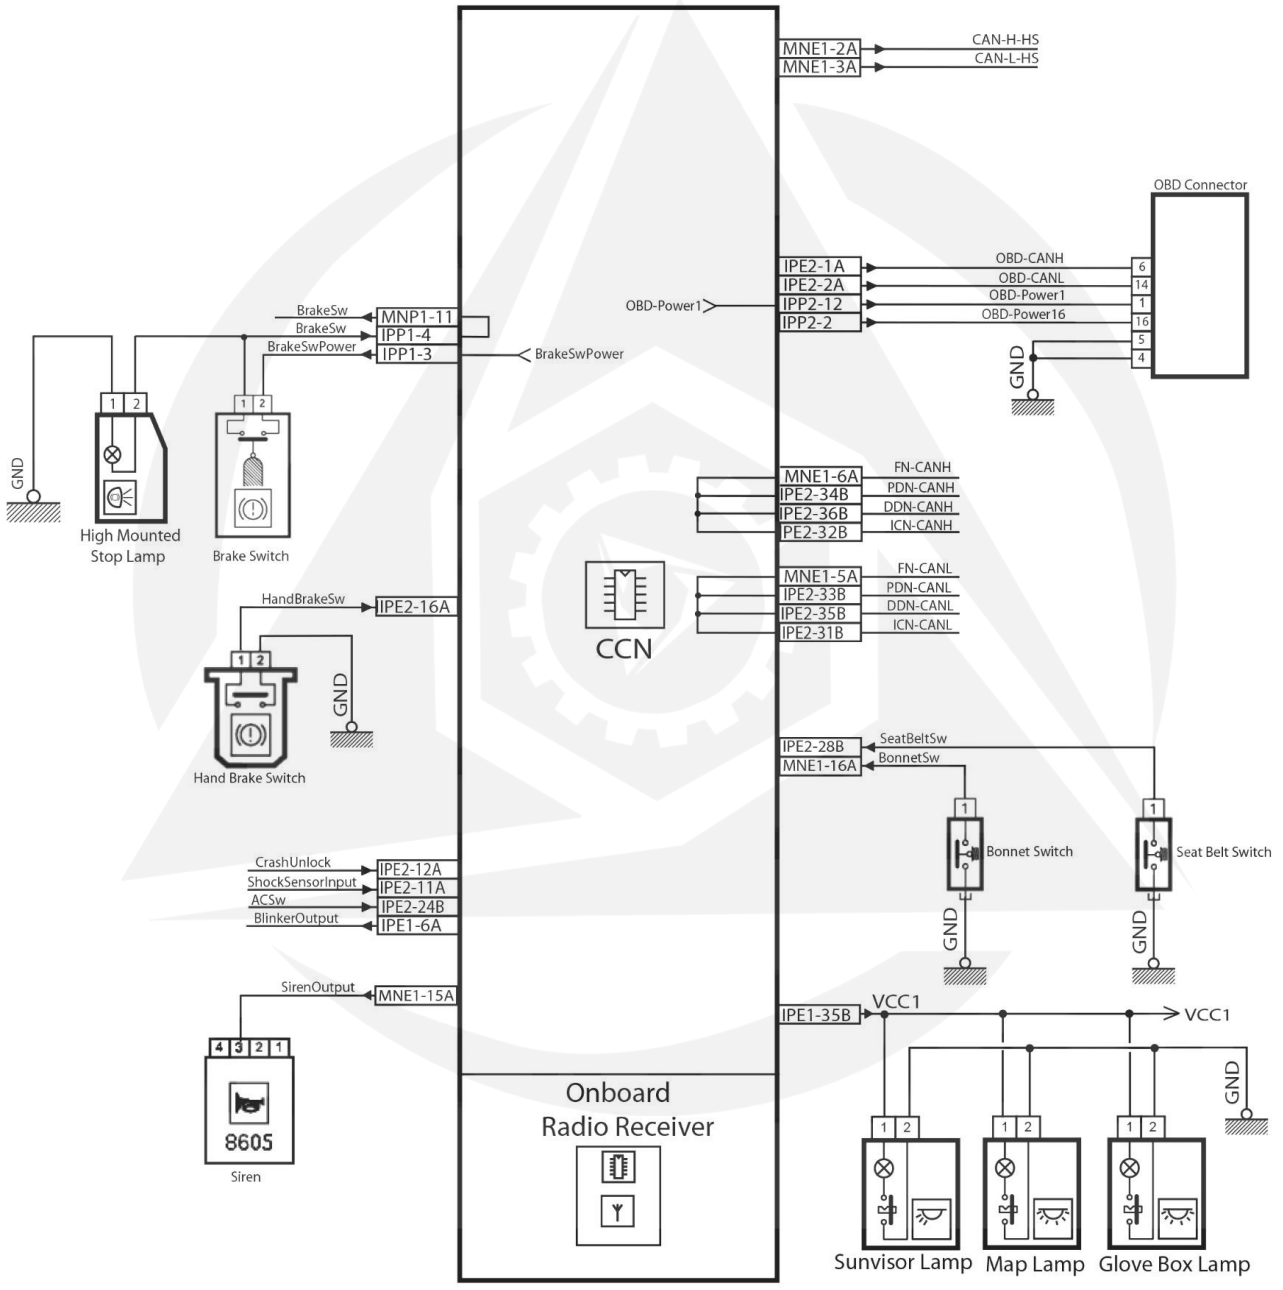 MNE1-2A CAN-H-HS
MNE1-3A CAN-L-HS
OBD Connector
IPE2-1A OBD-CANH 6
IPE2-2A OBD-CANL 14
OBD-Power1 IPP2-12 OBD-Power1 1
IPP2-2 OBD-Power16 16
5
4
GND
BrakeSw MNP1-11
BrakeSw IPP1-4
BrakeSwPower IPP1-3 BrakeSwPower
1 2
1 2
GND
High Mounted
Stop Lamp
Brake Switch
MNE1-6A FN-CANH
IPE2-34B PDN-CANH
IPE2-36B DDN-CANH
PE2-32B ICN-CANH
MNE1-5A FN-CANL
IPE2-33B PDN-CANL
IPE2-35B DDN-CANL
IPE2-31B ICN-CANL
CCN
HandBrakeSw IPE2-16A
1 2
GND
Hand Brake Switch
IPE2-28B SeatBeltSw
MNE1-16A BonnetSw
1
1
Bonnet Switch
Seat Belt Switch
GND
GND
CrashUnlock IPE2-12A
ShockSensorInput IPE2-11A
ACSw IPE2-24B
BlinkerOutput IPE1-6A
SirenOutput MNE1-15A
4 3 2 1
8605
Siren
IPE1-35B VCC1 VCC1
GND
Onboard
Radio Receiver
1 2
1 2
1 2
Sunvisor Lamp
Map Lamp
Glove Box Lamp